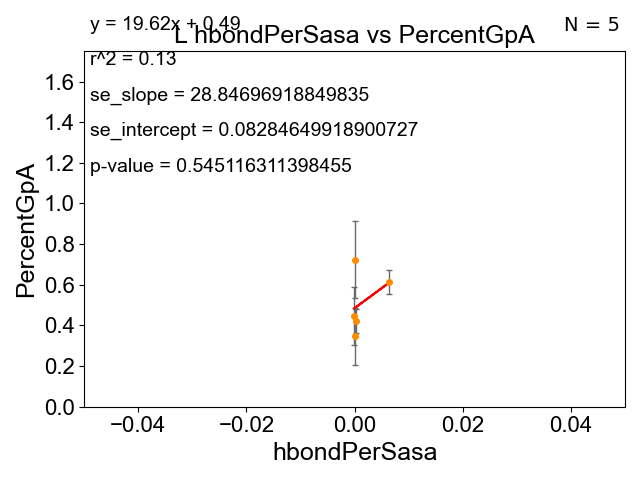 y = 19.62x + 0.49
N = 5
L hbondPerSasa vs PercentGpA
r^2 = 0.13
se_slope = 28.84696918849835
se_intercept = 0.08284649918900727
p-value = 0.545116311398455
PercentGpA
1.6
1.4
1.2
1.0
0.8
0.6
0.4
0.2
0.0
−0.04 −0.02 0.00 0.02 0.04
hbondPerSasa